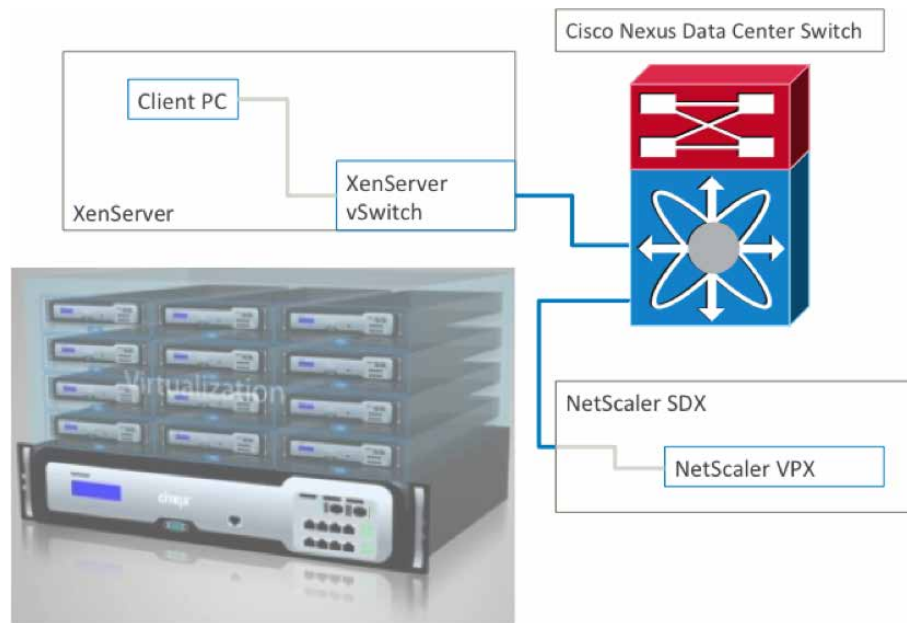 Cisco Nexus Data Center Switch
Client PC
XenServer
vSwitch
XenServer
Virtualization
NetScaler SDX
NetScaler VPX
citrix